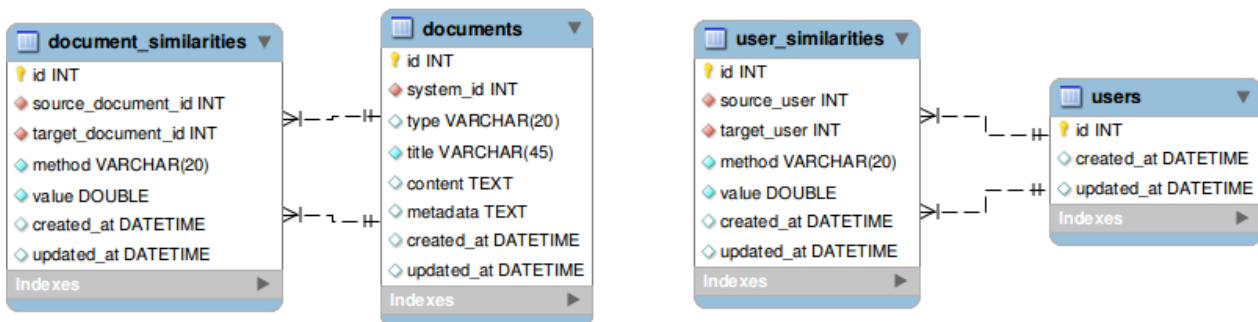 document_similarities
id INT
source_document_id INT
target_document_id INT
method VARCHAR(20)
value DOUBLE
created_at DATETIME
updated_at DATETIME
Indexes
documents
id INT
system_id INT
type VARCHAR(20)
title VARCHAR(45)
content TEXT
metadata TEXT
created_at DATETIME
updated_at DATETIME
Indexes
user_similarities
id INT
source_user INT
target_user INT
method VARCHAR(20)
value DOUBLE
created_at DATETIME
updated_at DATETIME
Indexes
users
id INT
created_at DATETIME
updated_at DATETIME
Indexes